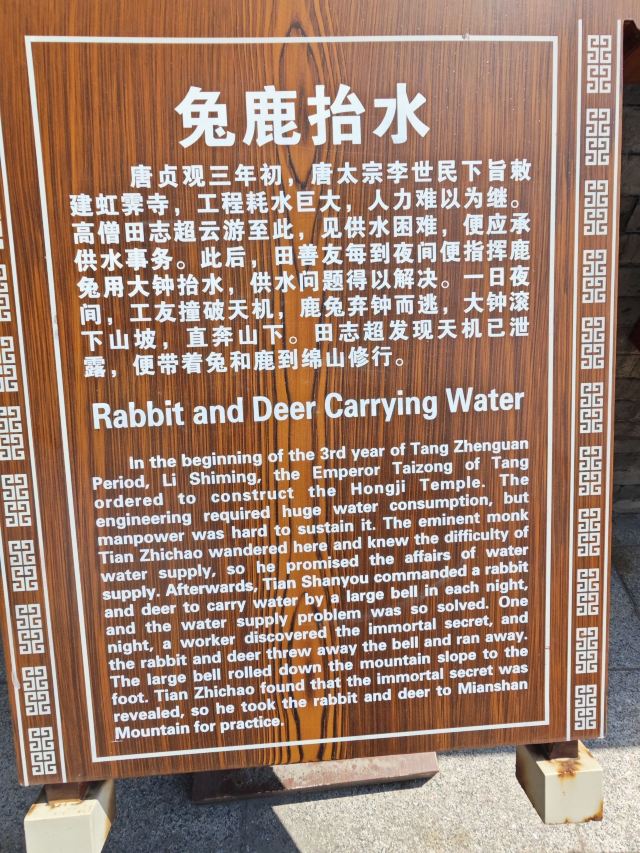 兔鹿抬水
唐贞观三年初，唐太宗李世民下旨敕
建虹霁寺，工程耗水巨大，人力难以为继。
高僧田志超云游至此，见供水困难，便应承
供水事务。此后，田善友每到夜间便指挥鹿
兔用大钟抬水，供水问题得以解决。一日夜
间，工友撞破天机，鹿兔弃钟而逃，大钟滚
下山坡，直奔山下。田志超发现天机已泄
露，便带着兔和鹿到绵山修行。
Rabbit and Deer Carrying Water
In the beginning of the 3rd year of Tang Zhenguan
Period, Li Shiming, the Emperor Taizong of Tang
ordered to construct the Hongji Temple. The
engineering required huge water consumption, but
manpower was hard to sustain it. The eminent monk
Tian Zhichao wandered here and knew the difficulty of
water supply, so he promised the affairs of water
supply. Afterwards, Tian Shanyou commanded a rabbit
and deer to carry water by a large bell in each night,
and the water supply problem was so solved. One
night, a worker discovered the immortal secret, and
the rabbit and deer threw away the bell and ran away.
The large bell rolled down the mountain slope to the
foot. Tian Zhichao found that the immortal secret was
revealed, so he took the rabbit and deer to Mianshan
Mountain for practice.